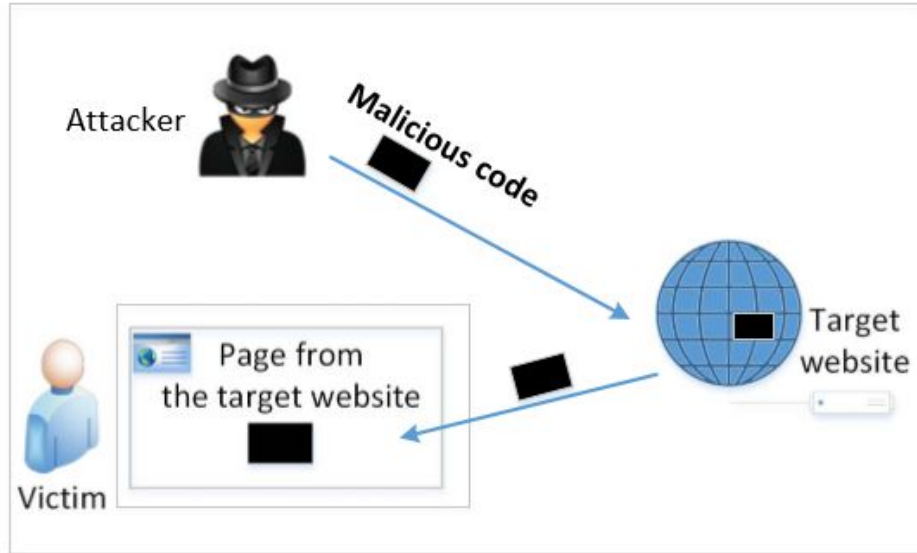 Attacker
Malicious code
Target
website
Page from
the target website
Victim